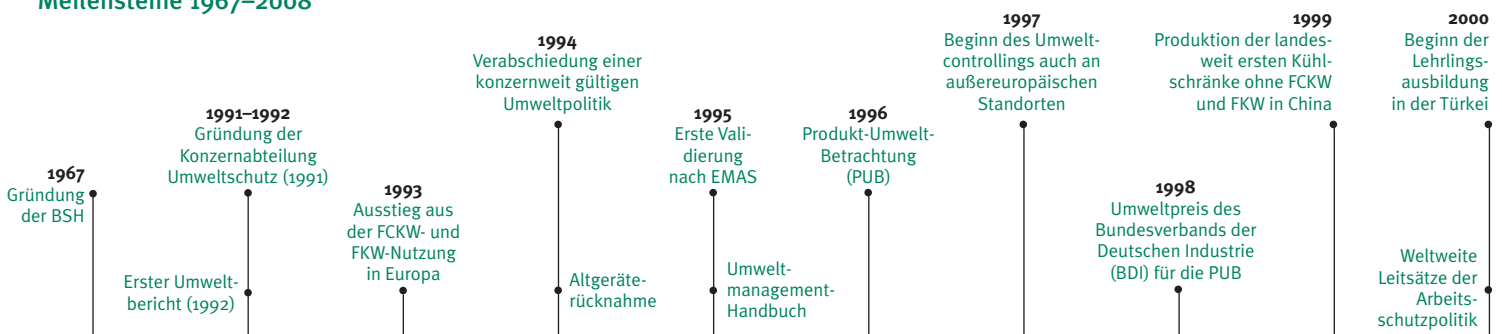 Meilensteine 1967–2008
1967
Gründung
der BSH
1991–1992
Gründung der
Konzernabteilung
Umweltschutz (1991)
Erster Umwelt-
bericht (1992)
1993
Ausstieg aus
der FCKW- und
FKW-Nutzung
in Europa
1994
Verabschiedung einer
konzernweit gültigen
Umweltpolitik
Altgeräte-
rücknahme
1995
Erste Vali-
dierung
nach EMAS
Umwelt-
management-
Handbuch
1996
Produkt-Umwelt-
Betrachtung
(PUB)
1997
Beginn des Umwelt-
controllings auch an
außereuropäischen
Standorten
1998
Umweltpreis des
Bundesverbands der
Deutschen Industrie
(BDI) für die PUB
1999
Produktion der landes-
weit ersten Kühl-
schränke ohne FCKW
und FKW in China
2000
Beginn der
Lehrlings-
ausbildung
in der Türkei
Weltweite
Leitsätze der
Arbeits-
schutzpolitik